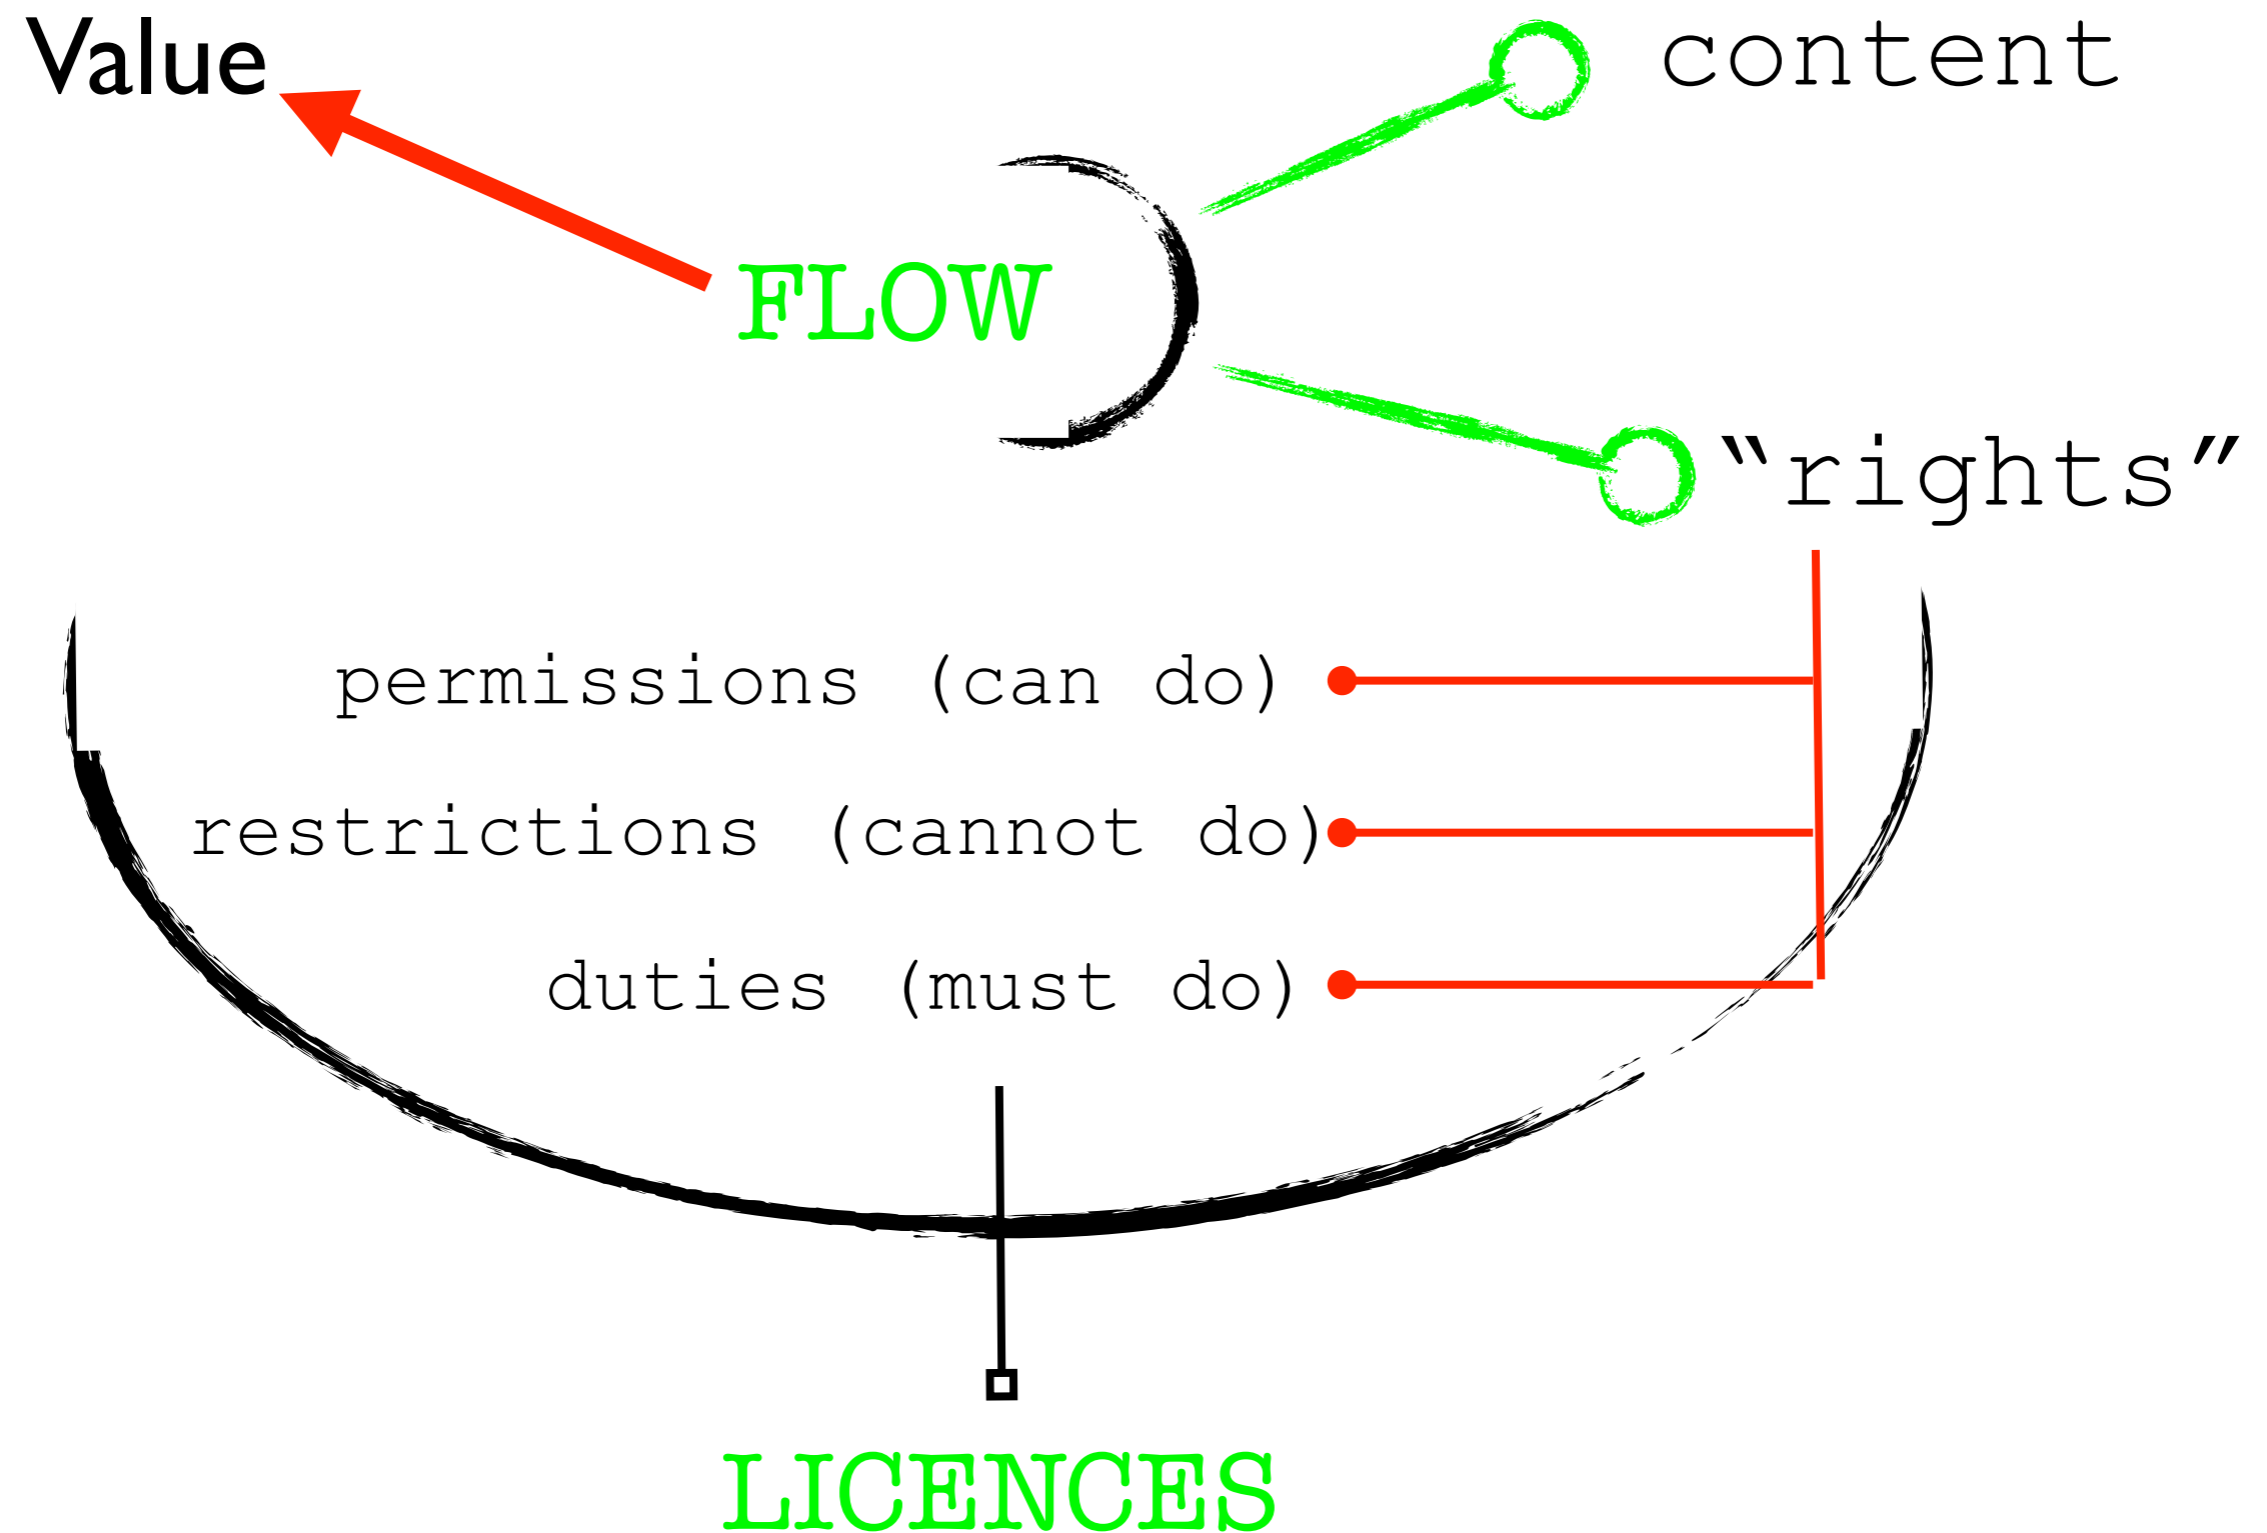 Value
content
FLOW
“rights”
permissions (can do)
restrictions (cannot do)
duties (must do)
LICENCES